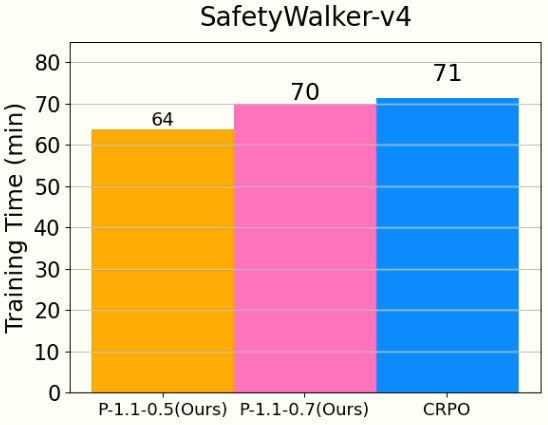 SafetyWalker-v4
Training Time (min)
80
70
60
50
40
30
20
10
0
64
70
71
P-1.1-0.5(Ours)
P-1.1-0.7(Ours)
CRPO